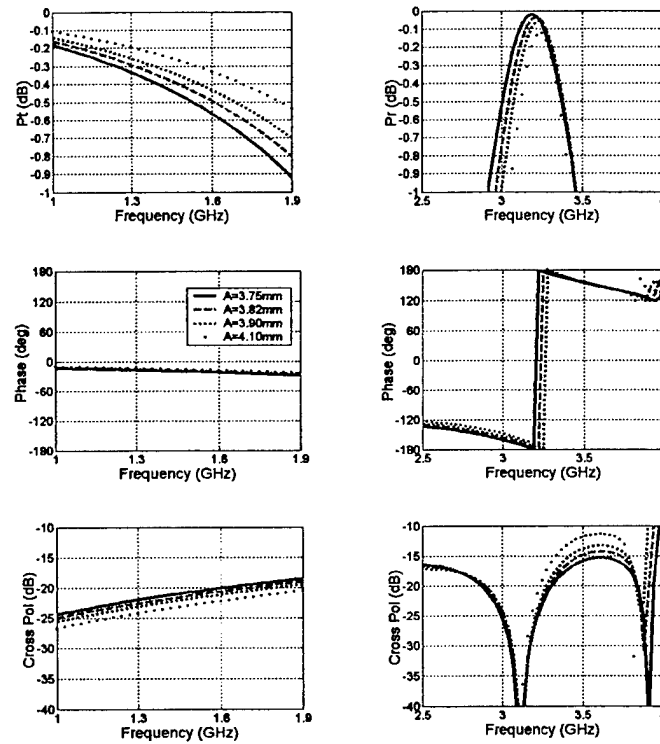 0
-0.1
-0.2
-0.3
-0.4
-0.5
-0.6
-0.7
-0.8
-0.9
-1
Pt (dB)
1 1.3 1.6 1.9
Frequency (GHz)
0
-0.1
-0.2
-0.3
-0.4
-0.5
-0.6
-0.7
-0.8
-0.9
-1
Pr (dB)
2.5 3 3.5
Frequency (GHz)
180
120
60
0
-60
-120
-180
Phase (deg)
A=3.75mm
A=3.82mm
A=3.90mm
A=4.10mm
1 1.3 1.6 1.9
Frequency (GHz)
180
120
60
0
-60
-120
-180
Phase (deg)
2.5 3 3.5
Frequency (GHz)
-10
-15
-20
-25
-30
-35
-40
Cross Pol (dB)
1 1.3 1.6 1.9
Frequency (GHz)
-10
-15
-20
-25
-30
-35
-40
Cross Pol (dB)
2.5 3 3.5
Frequency (GHz)